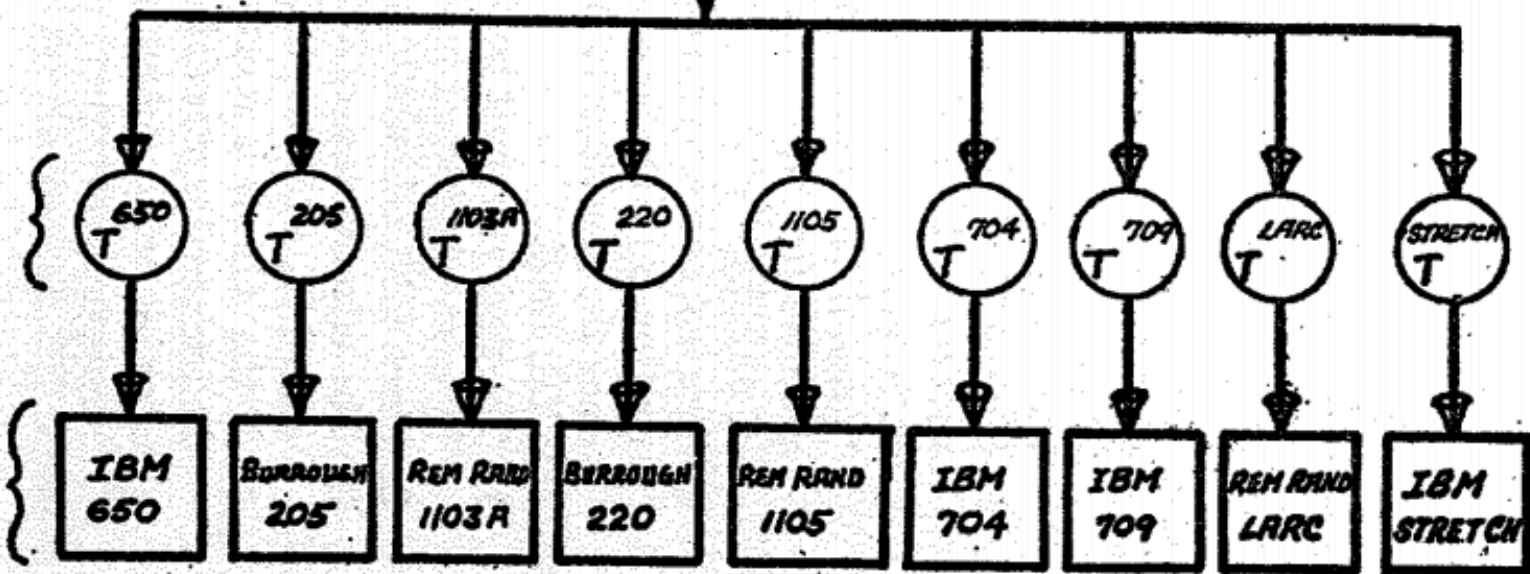 650
T
205
T
1103A
T
220
T
1105
T
704
T
709
T
LARC
T
STRETCH
T
IBM
650
BURROUGH
205
REM RAND
1103A
BURROUGH
220
REM RAND
1105
IBM
704
IBM
709
REM RAND
LARC
IBM
STRETCH